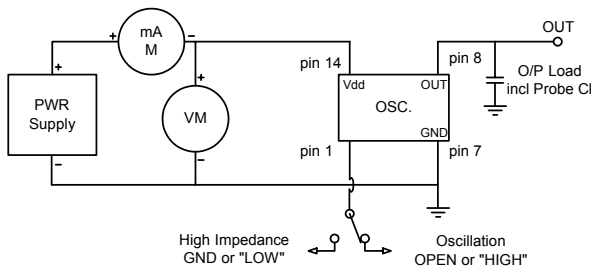 mA
M
+
-
OUT
pin 14
pin 8
+
+
Vdd
OUT
O/P Load
incl Probe Cl
PWR
Supply
VM
OSC.
GND
-
-
pin 1
pin 7
High Impedance
GND or "LOW"
Oscillation
OPEN or "HIGH"